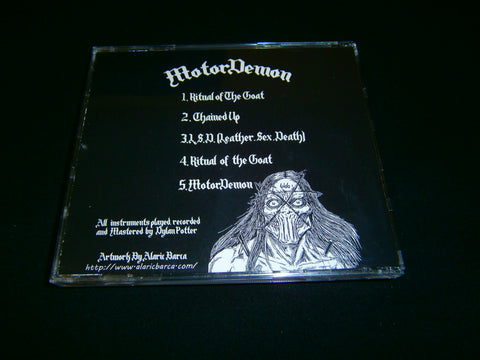 MotorDemon
1. Ritual of The Goat
2. Chained Up
3. L.S.D. (Leather. Sex. Death)
4. Ritual of the Goat
5. MotorDemon
All instruments played, recorded
and Mastered by Dylan Potter
Artwork By Alaric Barca
http://www.alaricbarca.com/
666